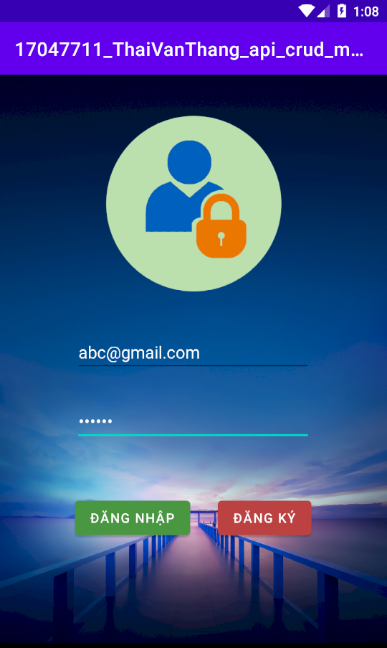 1:08
17047711_ThaiVanThang_api_crud_m...
abc@gmail.com
••••••
ĐĂNG NHẬP
ĐĂNG KÝ